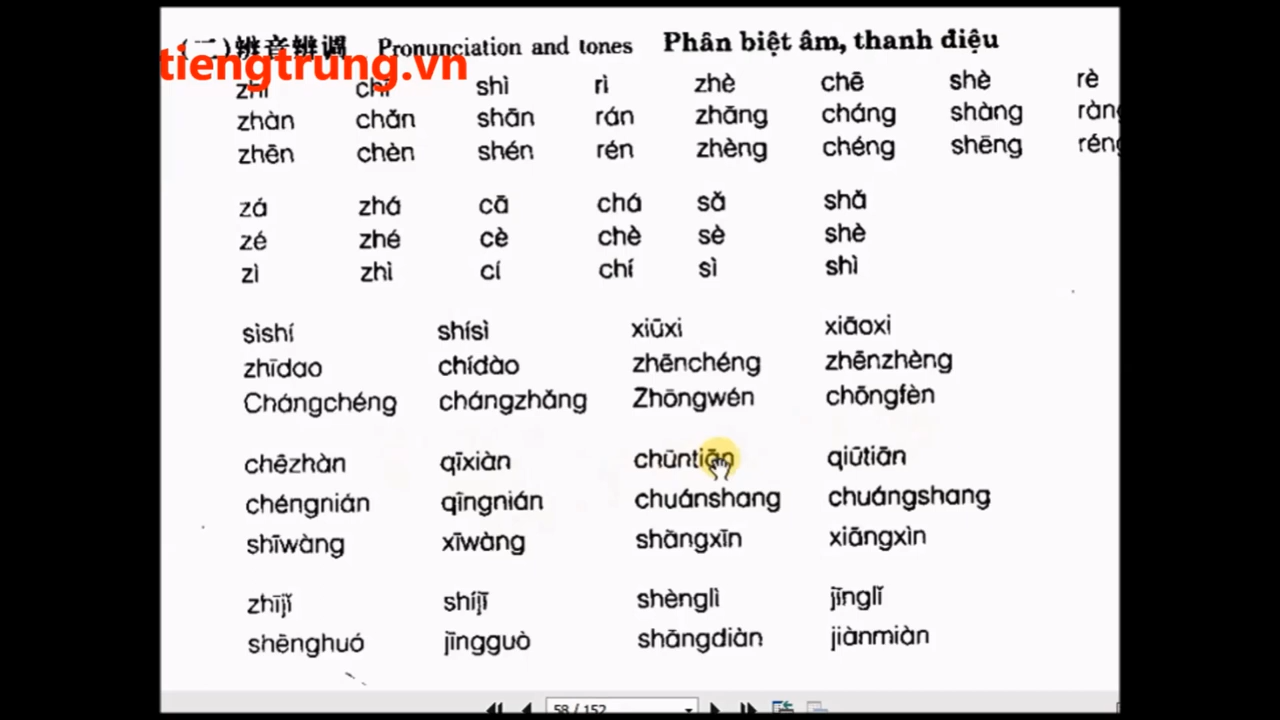 (二)辨音辨调 Pronunciation and tones Phân biệt âm, thanh điệu
tiengtrung.vn
shì rì zhè chē shè rè
zhàn chǎn shān rán zhāng cháng shàng ràng
zhēn chèn shén rén zhèng chéng shēng réng
zá zhá cā chá sǎ shǎ
zé zhé cè chè sè shè
zì zhì cí chí sì shì
sìshí shísì xiūxi xiāoxi
zhīdao chídào zhēnchéng zhēnzhèng
Chángchéng chángzhǎng Zhōngwén chōngfèn
chēzhàn qīxiàn chūntiān qiūtiān
chéngnián qīngnián chuánshang chuángshang
shīwàng xīwàng shāngxīn xiāngxìn
zhījǐ shíjī shènglì jīnglǐ
shēnghuó jīngguò shāngdiàn jiànmiàn
58 / 152